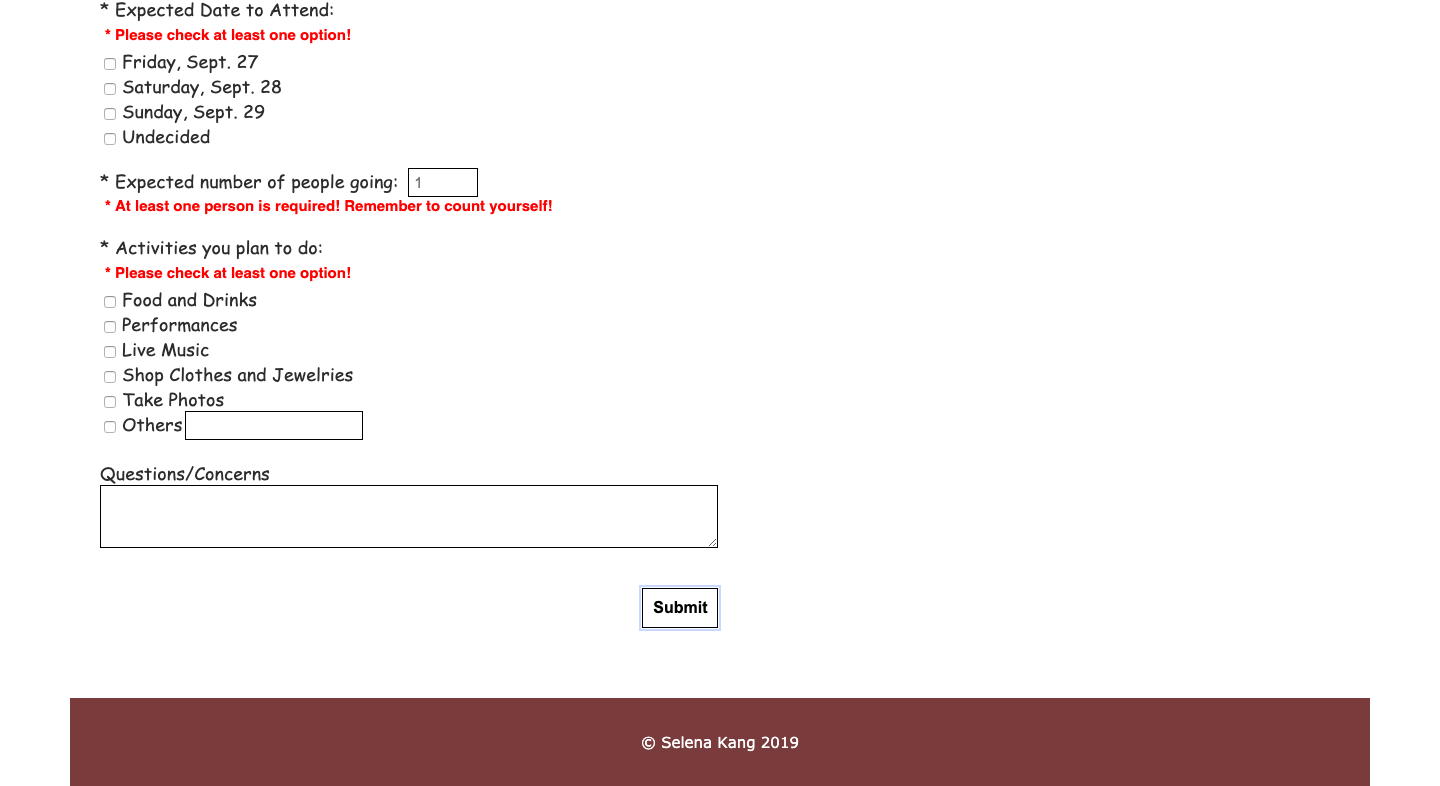 * Expected Date to Attend:
* Please check at least one option!
Friday, Sept. 27
Saturday, Sept. 28
Sunday, Sept. 29
Undecided
* Expected number of people going: 1
* At least one person is required! Remember to count yourself!
* Activities you plan to do:
* Please check at least one option!
Food and Drinks
Performances
Live Music
Shop Clothes and Jewelries
Take Photos
Others
Questions/Concerns
Submit
© Selena Kang 2019